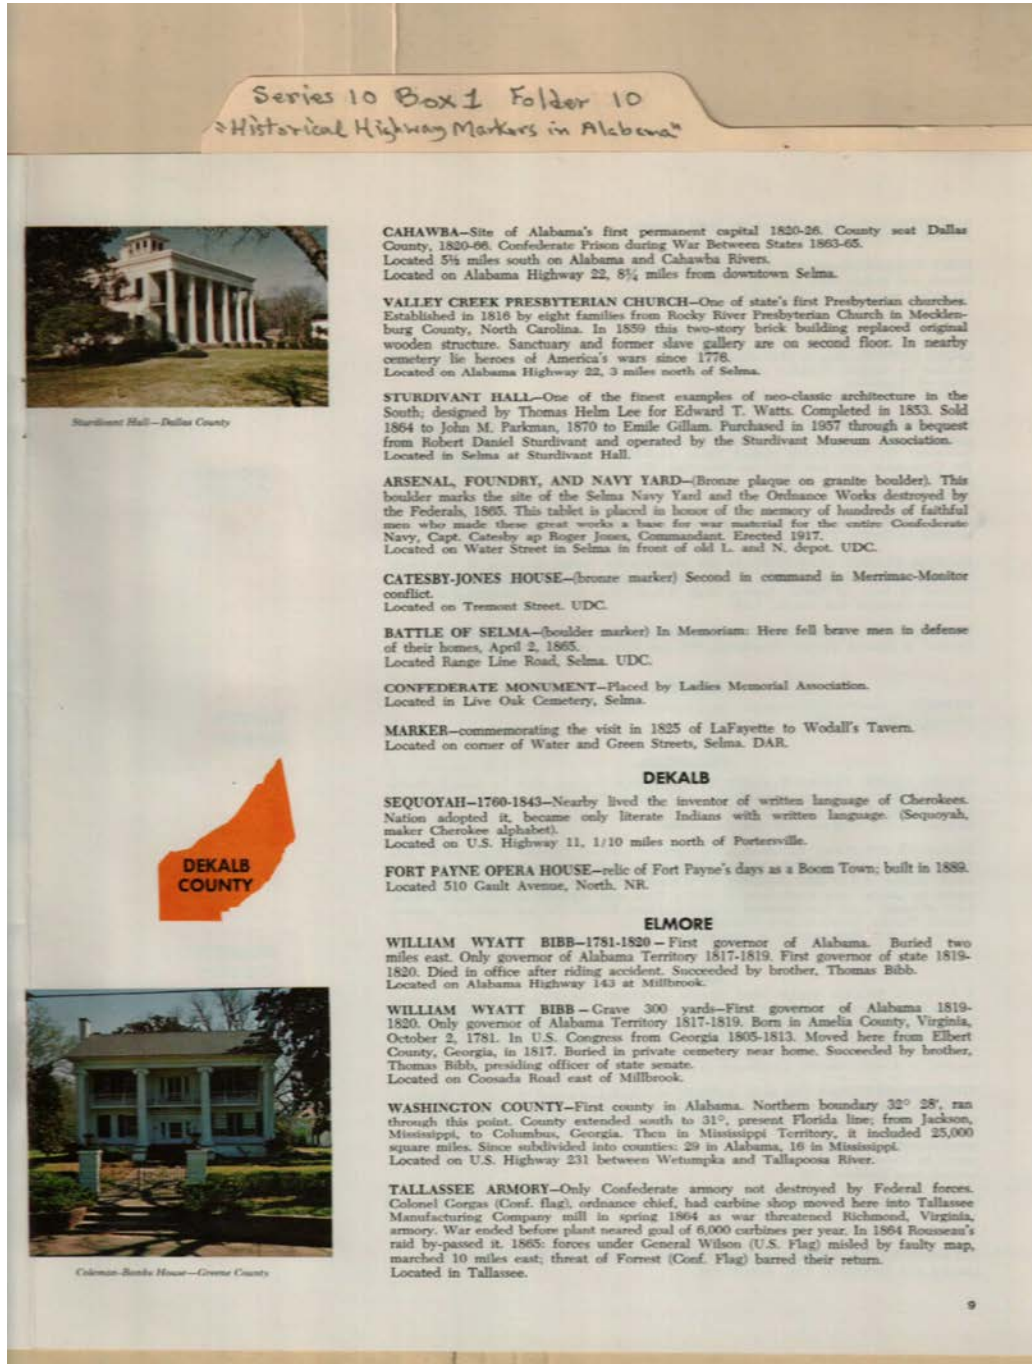 Series 10 Box 1 Folder 10
"Historical Highway Markers in Alabama"
CAHAWBA—Site of Alabama's first permanent capital 1820-26. County seat Dallas
County, 1820-66. Confederate Prison during War Between States 1863-65.
Located 5½ miles south on Alabama and Cahawba Rivers.
Located on Alabama Highway 22, 8¾ miles from downtown Selma.
VALLEY CREEK PRESBYTERIAN CHURCH—One of state's first Presbyterian churches.
Established in 1816 by eight families from Rocky River Presbyterian Church in Mecklen-
burg County, North Carolina. In 1859 this two-story brick building replaced original
wooden structure. Sanctuary and former slave gallery are on second floor. In nearby
cemetery lie heroes of America's wars since 1776.
Located on Alabama Highway 22, 3 miles north of Selma.
Sturdivant Hall—Dallas County
STURDIVANT HALL—One of the finest examples of neo-classic architecture in the
South; designed by Thomas Helm Lee for Edward T. Watts. Completed in 1853. Sold
1864 to John M. Parkman, 1870 to Emile Gillam. Purchased in 1957 through a bequest
from Robert Daniel Sturdivant and operated by the Sturdivant Museum Association.
Located in Selma at Sturdivant Hall.
ARSENAL, FOUNDRY, AND NAVY YARD—(Bronze plaque on granite boulder). This
boulder marks the site of the Selma Navy Yard and the Ordnance Works destroyed by
the Federals, 1865. This tablet is placed in honor of the memory of hundreds of faithful
men who made these great works a base for war material for the entire Confederate
Navy, Capt. Catesby ap Roger Jones, Commandant. Erected 1917.
Located on Water Street in Selma in front of old L. and N. depot. UDC.
CATESBY-JONES HOUSE—(bronze marker) Second in command in Merrimac-Monitor
conflict.
Located on Tremont Street. UDC.
BATTLE OF SELMA—(boulder marker) In Memoriam: Here fell brave men in defense
of their homes, April 2, 1865.
Located Range Line Road, Selma. UDC.
CONFEDERATE MONUMENT—Placed by Ladies Memorial Association.
Located in Live Oak Cemetery, Selma.
MARKER—commemorating the visit in 1825 of LaFayette to Wodall's Tavern.
Located on corner of Water and Green Streets, Selma. DAR.
DEKALB
DEKALB
COUNTY
SEQUOYAH—1760-1843—Nearby lived the inventor of written language of Cherokees.
Nation adopted it, became only literate Indians with written language. (Sequoyah,
maker Cherokee alphabet).
Located on U.S. Highway 11, 1/10 miles north of Portersville.
FORT PAYNE OPERA HOUSE—relic of Fort Payne's days as a Boom Town; built in 1889.
Located 510 Gault Avenue, North. NR.
ELMORE
WILLIAM WYATT BIBB—1781-1820—First governor of Alabama. Buried two
miles east. Only governor of Alabama Territory 1817-1819. First governor of state 1819-
1820. Died in office after riding accident. Succeeded by brother, Thomas Bibb.
Located on Alabama Highway 143 at Millbrook.
WILLIAM WYATT BIBB—Grave 300 yards—First governor of Alabama 1819-
1820. Only governor of Alabama Territory 1817-1819. Born in Amelia County, Virginia,
October 2, 1781. In U.S. Congress from Georgia 1805-1813. Moved here from Elbert
County, Georgia, in 1817. Buried in private cemetery near home. Succeeded by brother,
Thomas Bibb, presiding officer of state senate.
Located on Coosada Road east of Millbrook.
WASHINGTON COUNTY—First county in Alabama. Northern boundary 32° 28', ran
through this point. County extended south to 31°, present Florida line; from Jackson,
Mississippi, to Columbus, Georgia. Then in Mississippi Territory, it included 25,000
square miles. Since subdivided into counties: 29 in Alabama, 16 in Mississippi.
Located on U.S. Highway 231 between Wetumpka and Tallapoosa River.
TALLASSEE ARMORY—Only Confederate armory not destroyed by Federal forces.
Colonel Gorgas (Conf. flag), ordnance chief, had carbine shop moved here into Tallassee
Manufacturing Company mill in spring 1864 as war threatened Richmond, Virginia,
armory. War ended before plant neared goal of 6,000 carbines per year. In 1864 Rousseau's
raid by-passed it. 1865: forces under General Wilson (U.S. Flag) misled by faulty map,
marched 10 miles east; threat of Forrest (Conf. Flag) barred their return.
Located in Tallassee.
Coleman-Banks House—Greene County
9